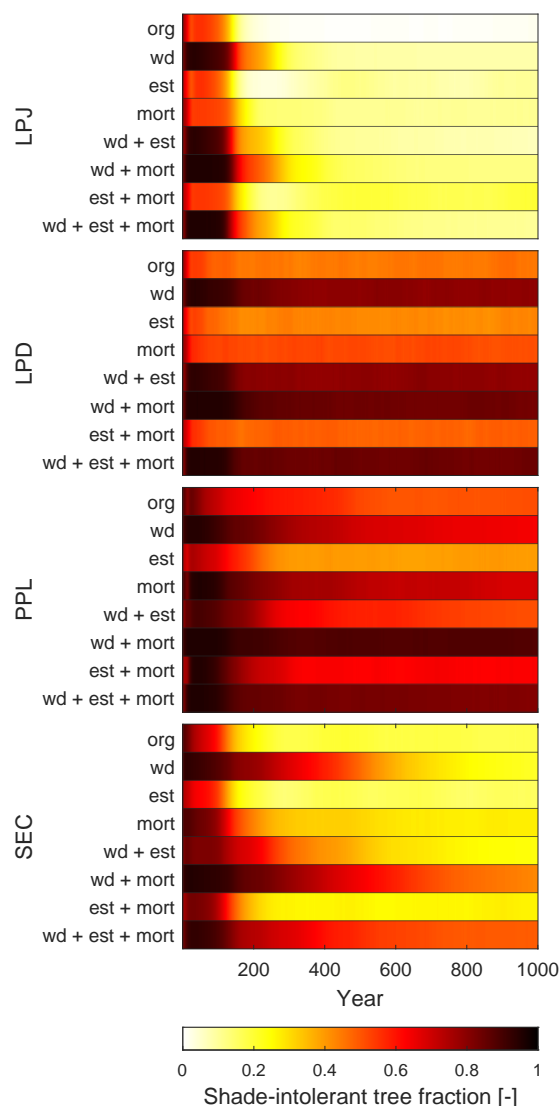 LPJ
org
wd
est
mort
wd + est
wd + mort
est + mort
wd + est + mort
LPD
org
wd
est
mort
wd + est
wd + mort
est + mort
wd + est + mort
PPL
org
wd
est
mort
wd + est
wd + mort
est + mort
wd + est + mort
SEC
org
wd
est
mort
wd + est
wd + mort
est + mort
wd + est + mort
200 400 600 800 1000
Year
0 0.2 0.4 0.6 0.8 1
Shade-intolerant tree fraction [-]